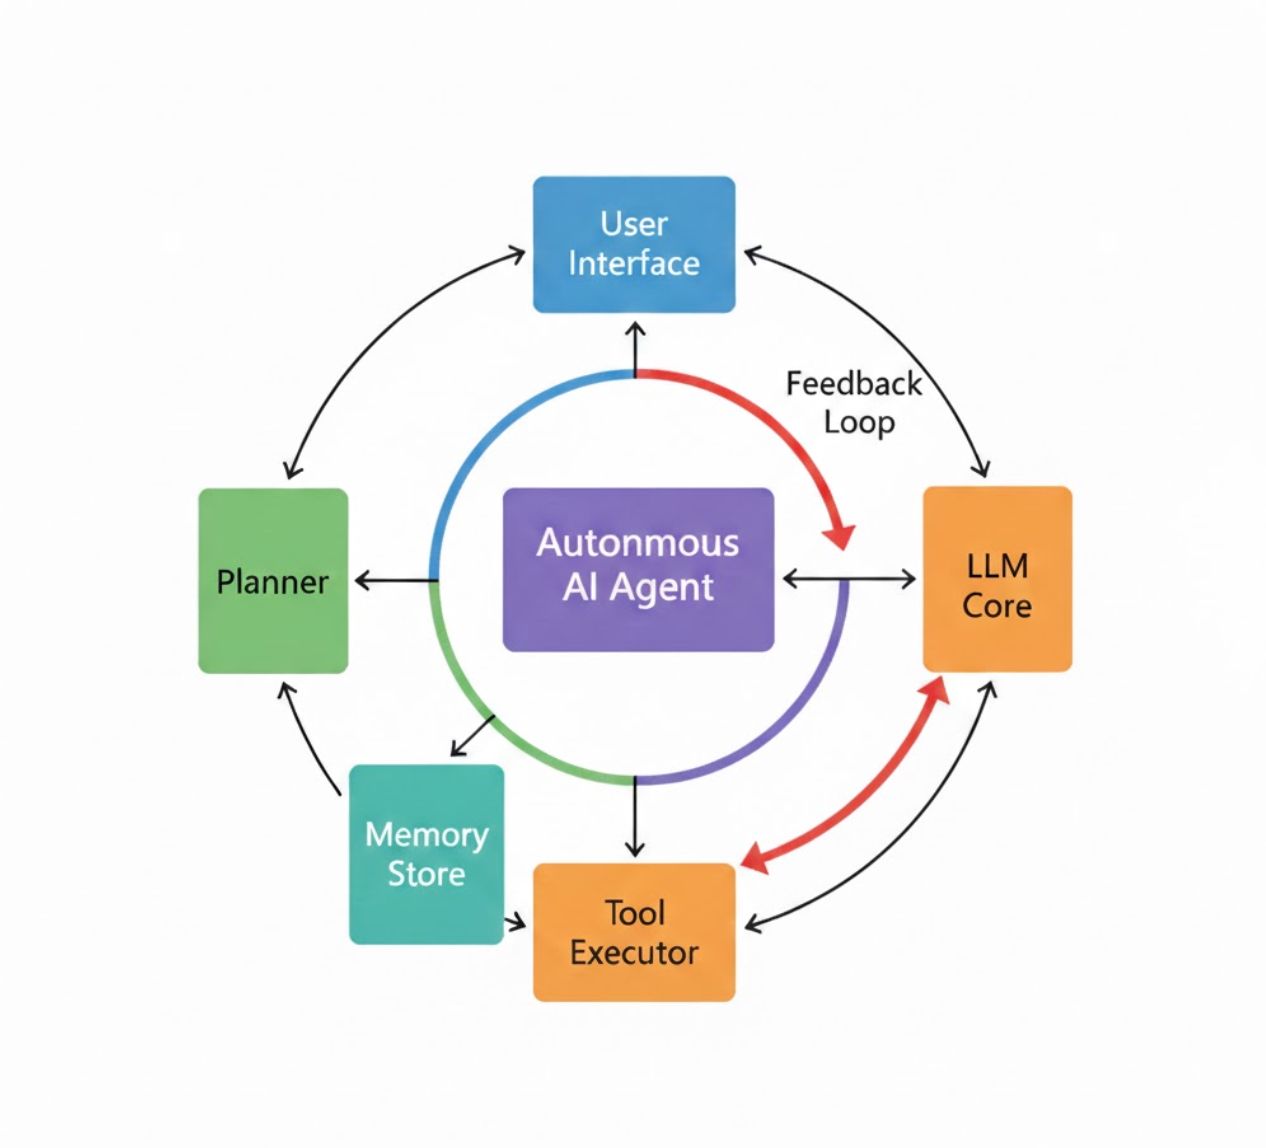 User
Interface
Feedback
Loop
Autonmous
AI Agent
Planner
LLM
Core
Memory
Store
Tool
Executor